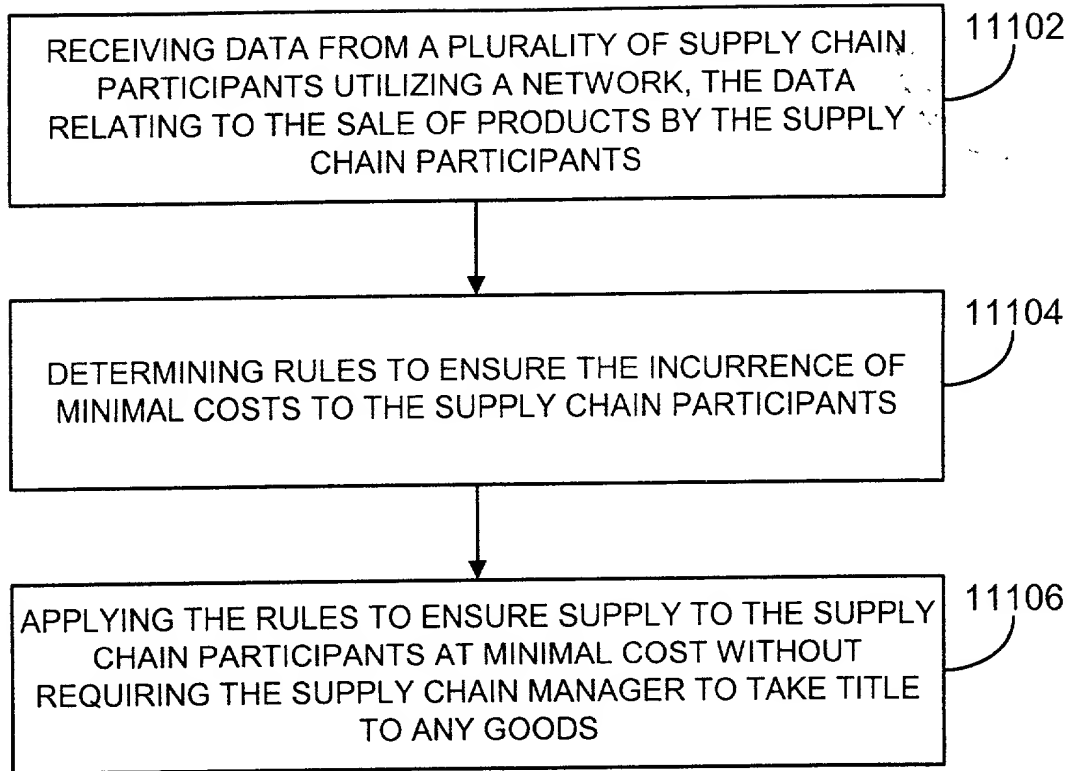 RECEIVING DATA FROM A PLURALITY OF SUPPLY CHAIN
PARTICIPANTS UTILIZING A NETWORK, THE DATA
RELATING TO THE SALE OF PRODUCTS BY THE SUPPLY
CHAIN PARTICIPANTS
11102
DETERMINING RULES TO ENSURE THE INCURRENCE OF
MINIMAL COSTS TO THE SUPPLY CHAIN PARTICIPANTS
11104
APPLYING THE RULES TO ENSURE SUPPLY TO THE SUPPLY
CHAIN PARTICIPANTS AT MINIMAL COST WITHOUT
REQUIRING THE SUPPLY CHAIN MANAGER TO TAKE TITLE
TO ANY GOODS
11106